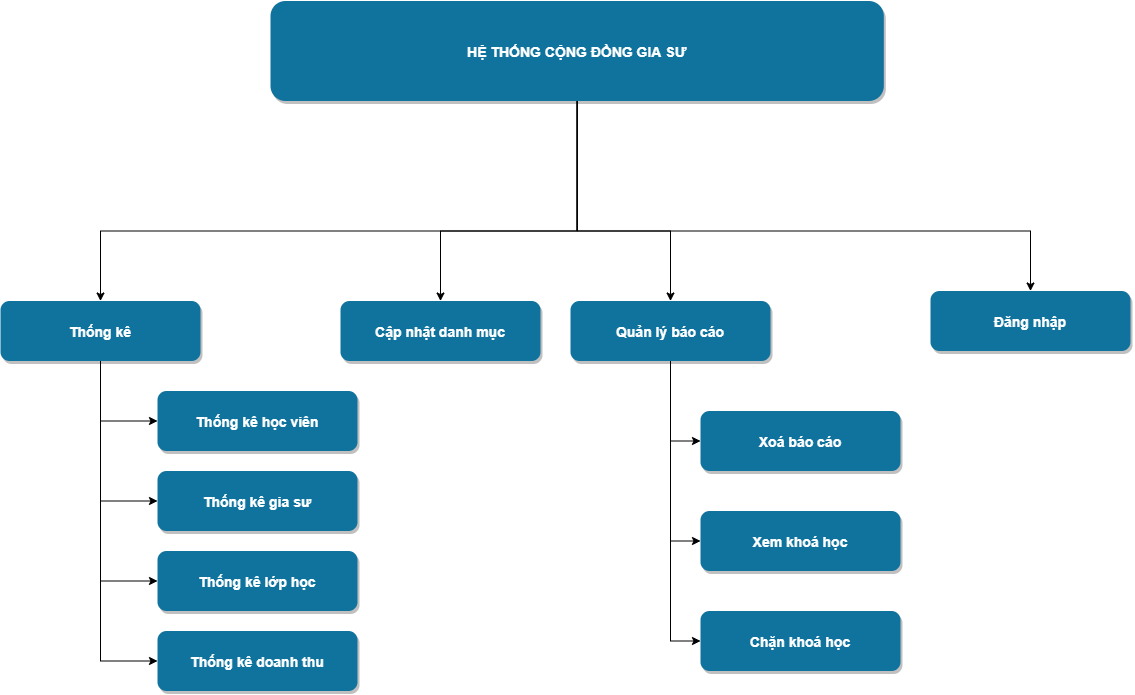 HỆ THỐNG CỘNG ĐỒNG GIA SƯ
Thống kê
Cập nhật danh mục
Quản lý báo cáo
Đăng nhập
Thống kê học viên
Thống kê gia sư
Thống kê lớp học
Thống kê doanh thu
Xoá báo cáo
Xem khoá học
Chặn khoá học